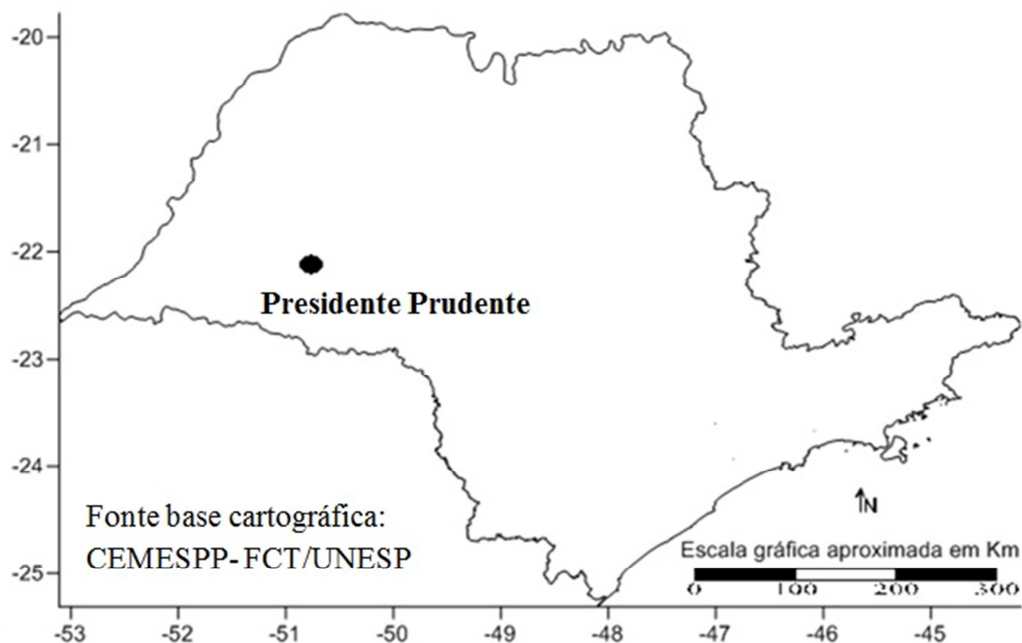 -20
-21
-22
Presidente Prudente
-23
-24
N
Fonte base cartográfica:
CEMESPP-FCT/UNESP
Escala gráfica aproximada em Km
-25
0 100 200 300
-53 -52 -51 -50 -49 -48 -47 -46 -45